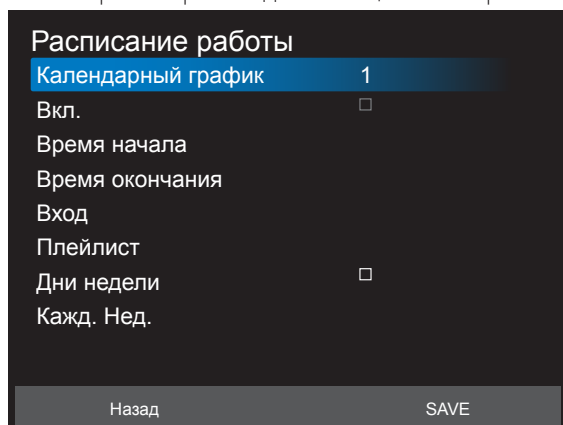 Расписание работы
Календарный график 1
Вкл.
Время начала
Время окончания
Вход
Плейлист
Дни недели
Кажд. Нед.
Назад SAVE